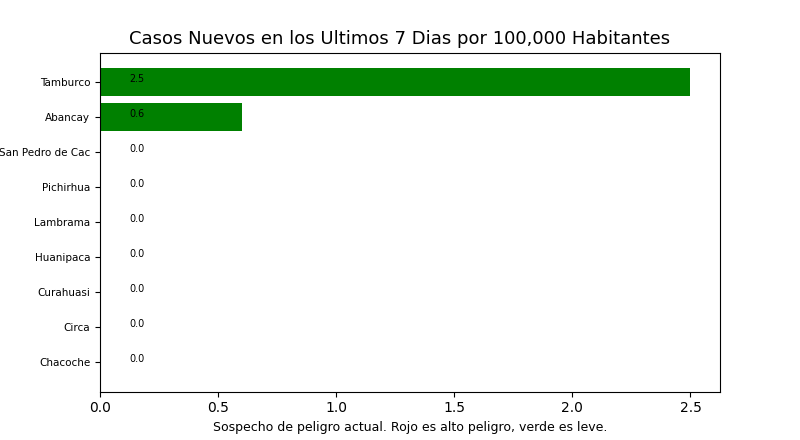 Casos Nuevos en los Ultimos 7 Dias por 100,000 Habitantes
Tamburco 2.5
Abancay 0.6
San Pedro de Cac 0.0
Pichirhua 0.0
Lambrama 0.0
Huanipaca 0.0
Curahuasi 0.0
Circa 0.0
Chacoche 0.0
0.0 0.5 1.0 1.5 2.0 2.5
Sospecho de peligro actual. Rojo es alto peligro, verde es leve.